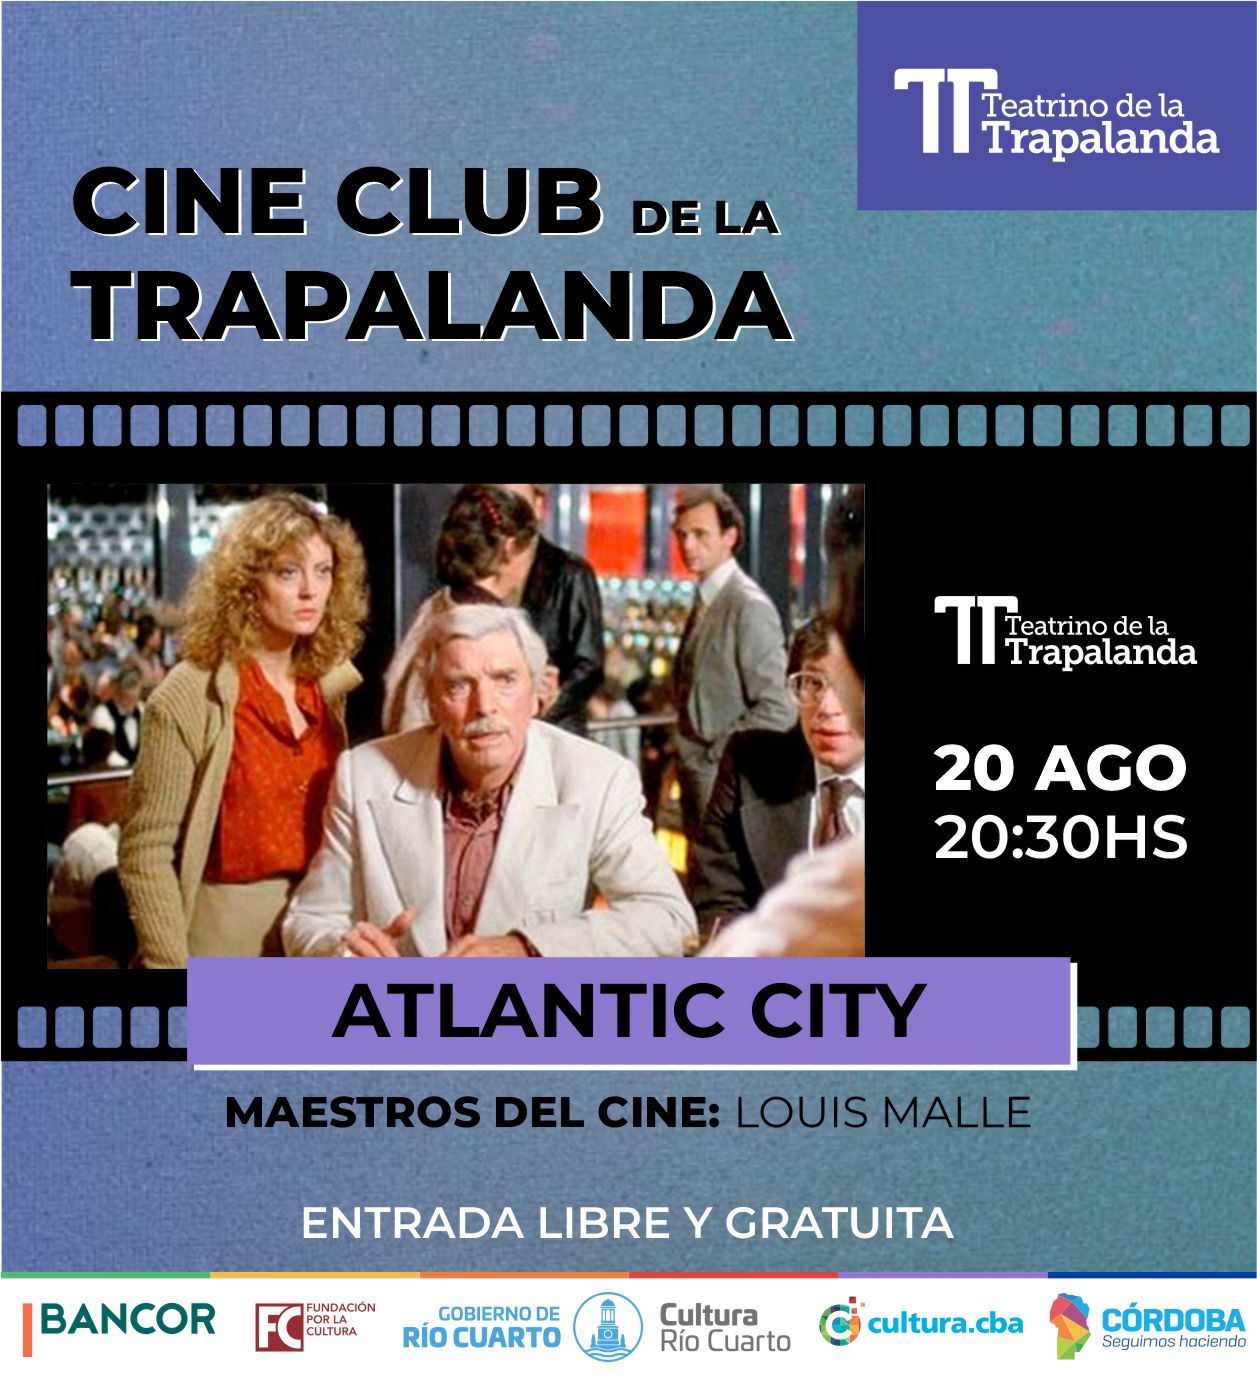 Teatrino de la
Trapalanda
CINE CLUB DE LA
TRAPALANDA
Teatrino de la
Trapalanda
20 AGO
20:30HS
ATLANTIC CITY
MAESTROS DEL CINE: LOUIS MALLE
ENTRADA LIBRE Y GRATUITA
BANCOR
FC
FUNDACIÓN
POR LA
CULTURA
GOBIERNO DE
RÍO CUARTO
Cultura
Río Cuarto
cultura.cba
CÓRDOBA
Seguimos haciendo